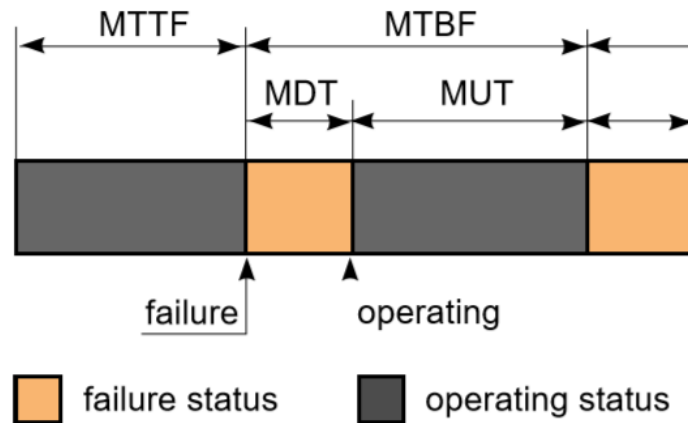 MTTF MTBF
MDT MUT
failure operating
failure status operating status